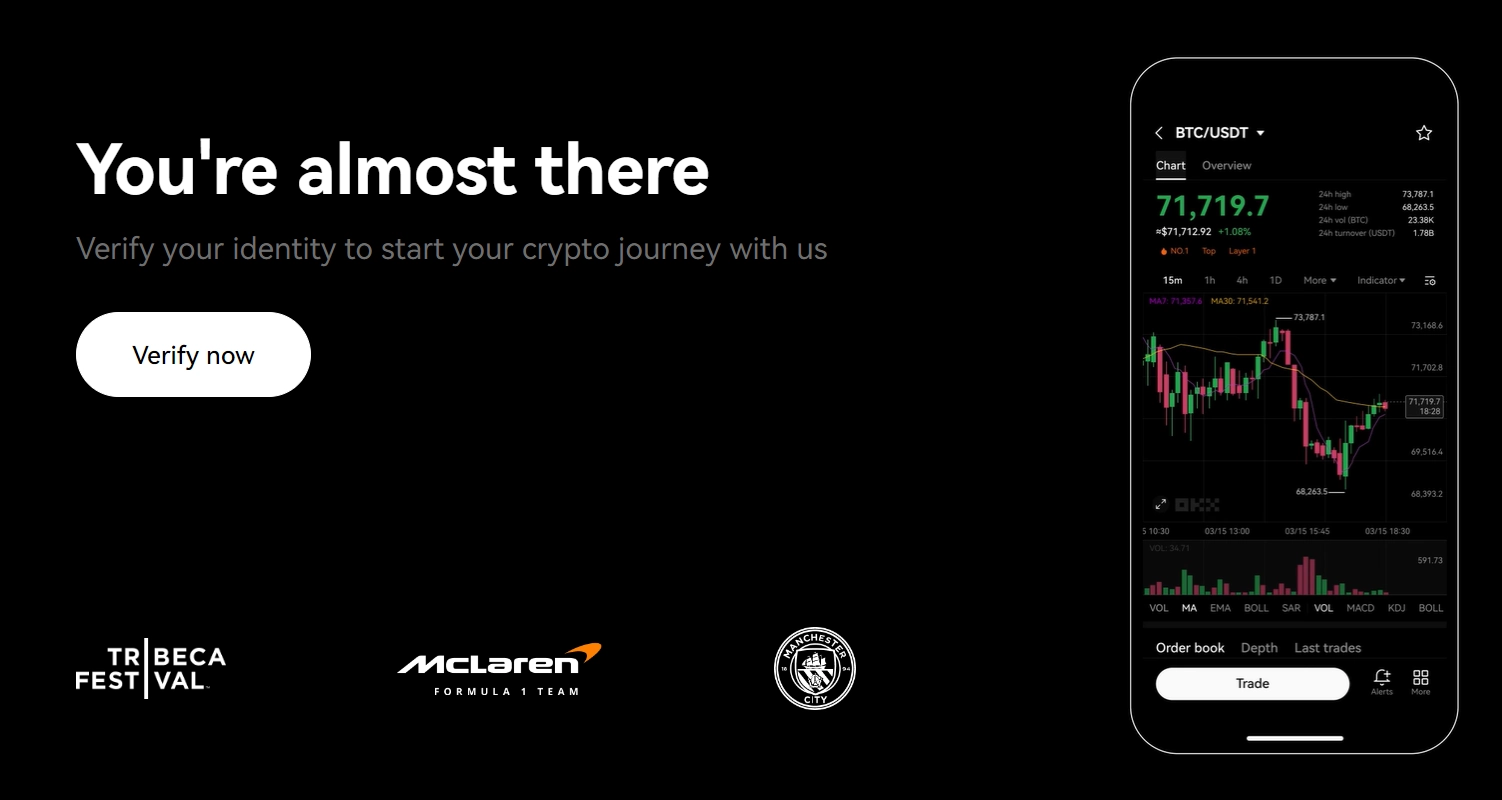 You're almost there
Verify your identity to start your crypto journey with us
Verify now
TRIBECA
FESTIVAL
McLaren
FORMULA 1 TEAM
MANCHESTER
18 94
CITY
BTC/USDT
Chart Overview
71,719.7
≈$71,712.92 +1.08%
NO.1 Top Layer 1
24h high 73,787.1
24h low 68,263.5
24h vol (BTC) 23.38K
24h turnover (USDT) 1.78B
15m 1h 4h 1D More Indicator
MA7: 71,357.6 MA30: 71,541.2
73,787.1
73,168.6
71,702.8
71,719.7
18:28
69,516.4
68,263.5
68,393.2
OKX
5 10:30 03/15 13:00 03/15 15:45 03/15 18:30
VOL: 34.71
591.73
VOL MA EMA BOLL SAR VOL MACD KDJ BOLL
Order book Depth Last trades
Trade
Alerts
More